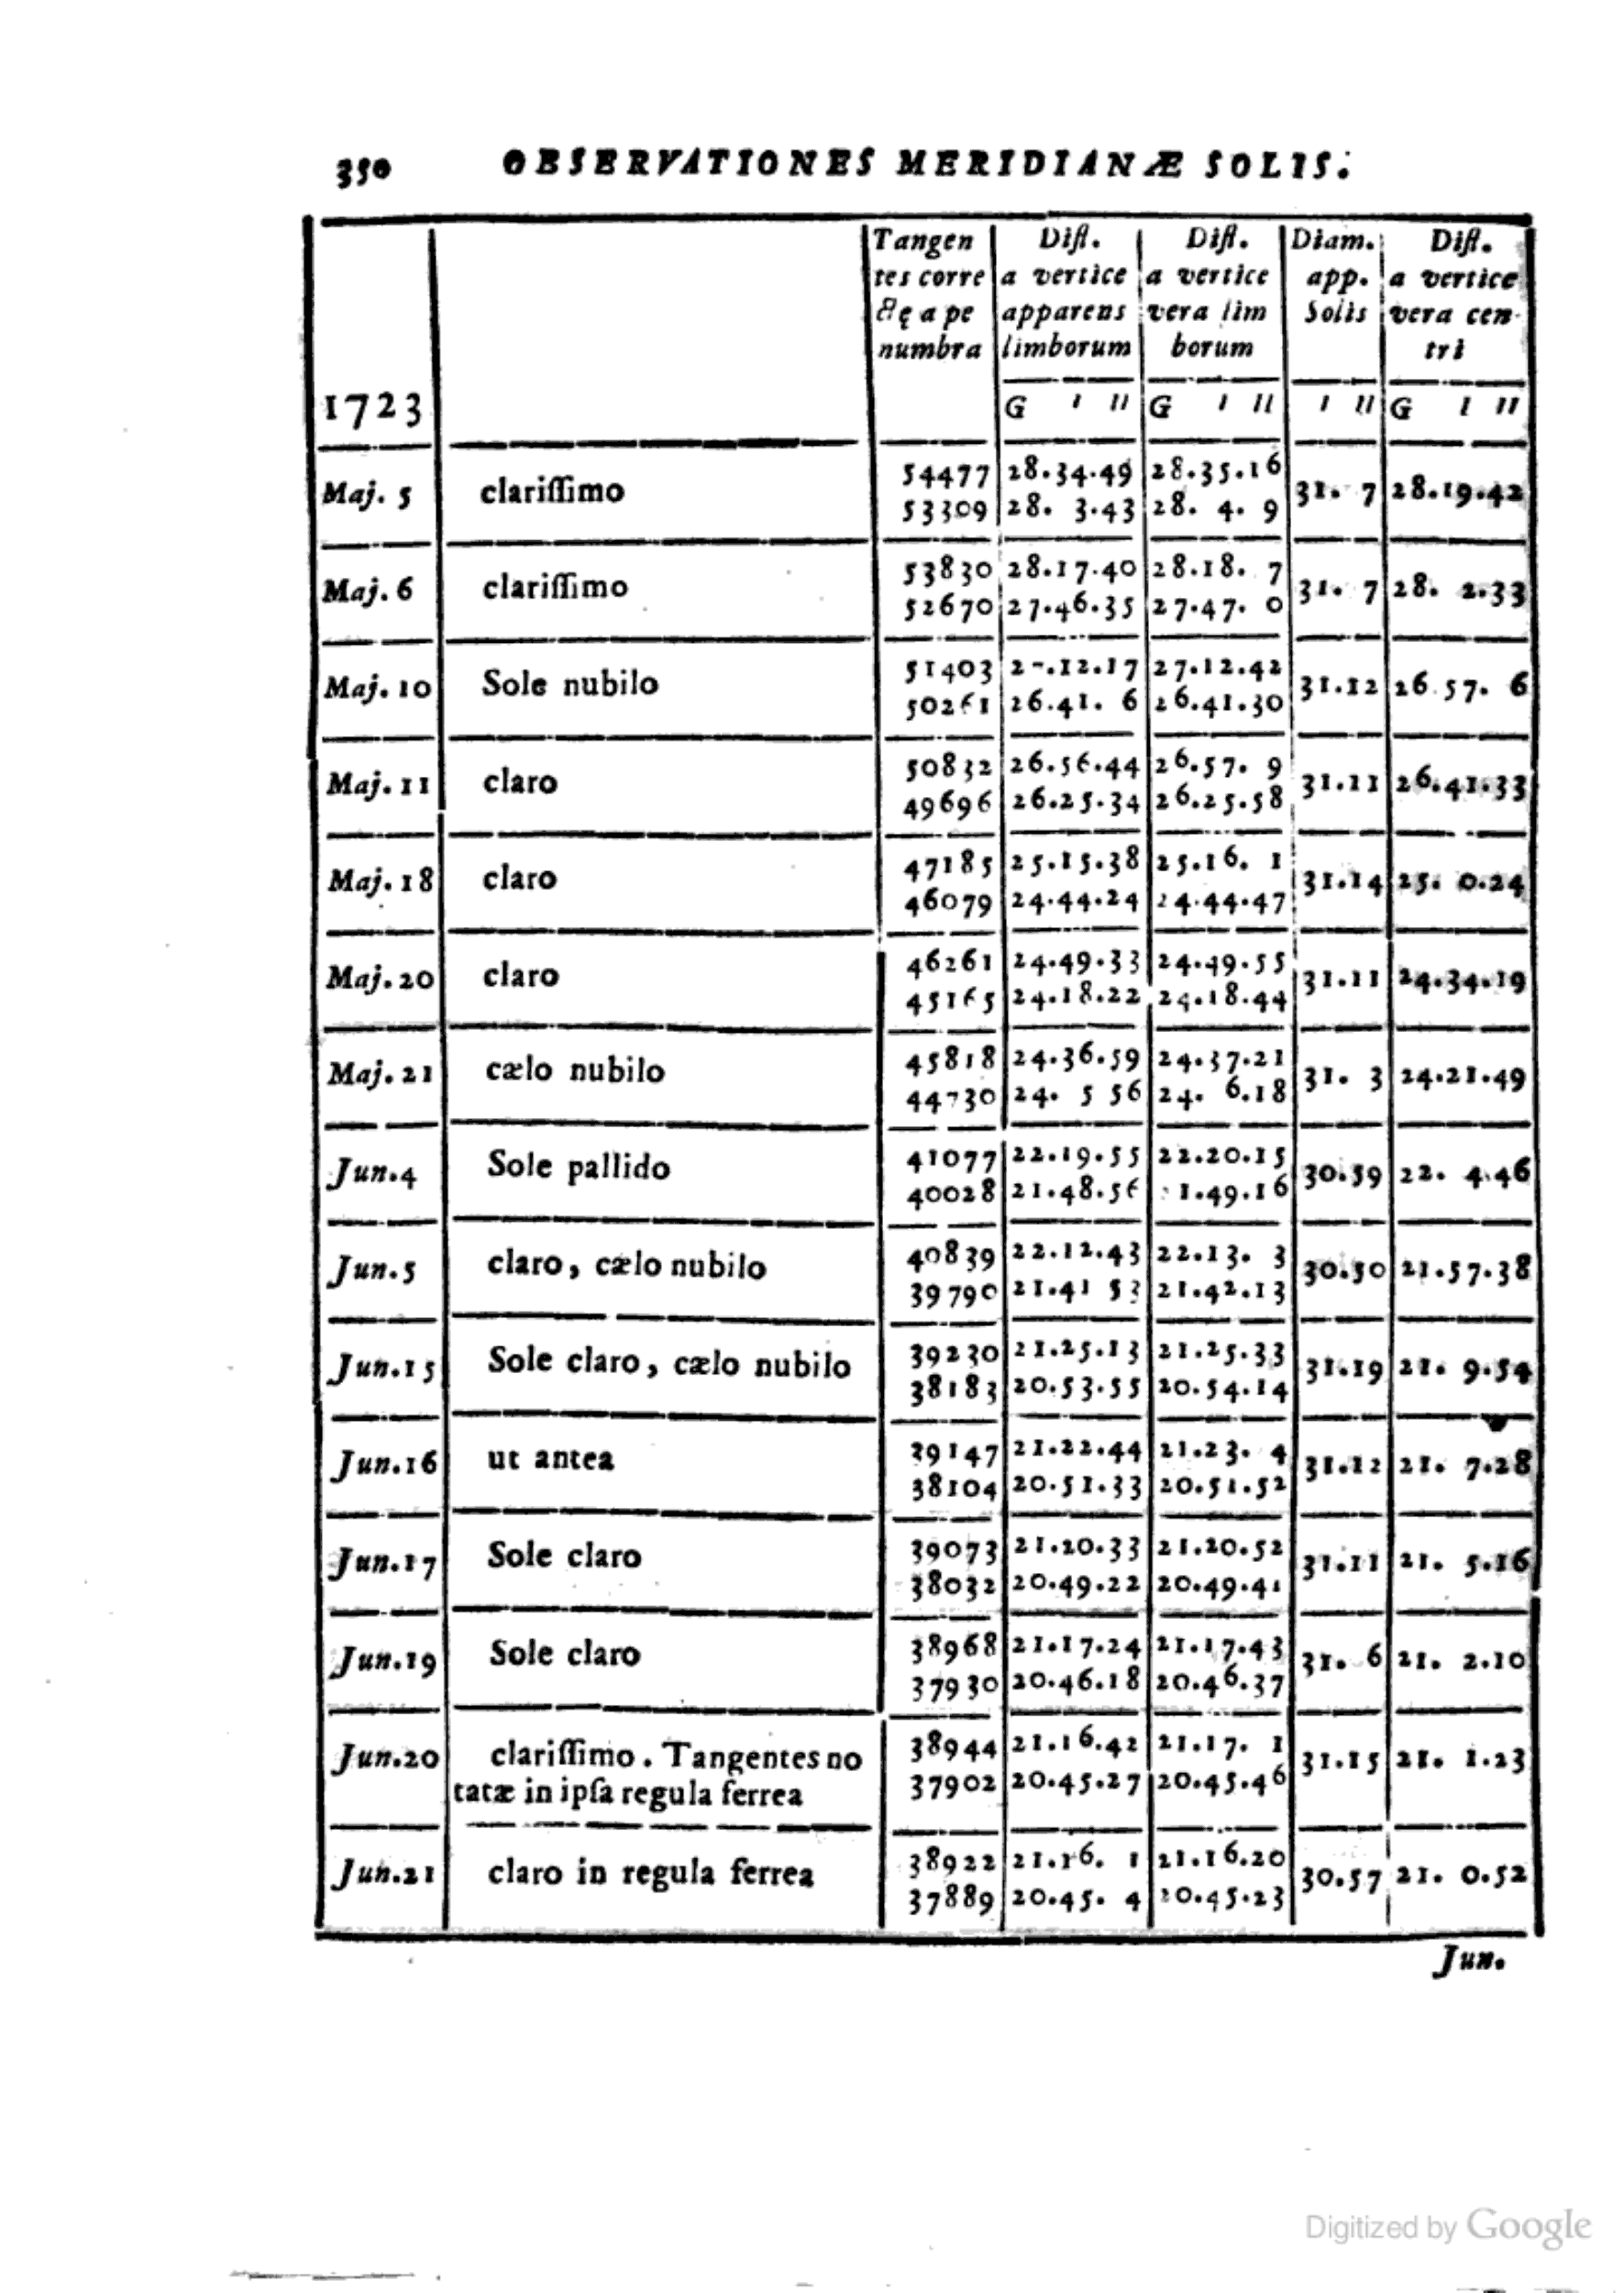 350 OBSERVATIONES MERIDIANÆ SOLIS.
1723
Tangen Dist. Dist. Diam. Dist.
tes corre a vertice a vertice app. a vertice
ctę a pe apparens vera lim Solis vera cen
numbra limborum borum tri
G ı ıı G ı ıı ı ıı G ı ıı
Maj. 5 clarissimo 54477 28.34.49 28.35.16 31. 7 28.19.42
53309 28. 3.43 28. 4. 9
Maj. 6 clarissimo 53830 28.17.40 28.18. 7 31. 7 28. 2.33
52670 27.46.35 27.47. 0
Maj. 10 Sole nubilo 51403 27.12.17 27.12.42 31.12 26.57. 6
50261 26.41. 6 26.41.30
Maj. 11 claro 50832 26.56.44 26.57. 9 31.11 26.41.33
49696 26.25.34 26.25.58
Maj. 18 claro 47185 25.15.38 25.16. 1 31.14 25. 0.24
46079 24.44.24 24.44.47
Maj. 20 claro 46261 24.49.33 24.49.55 31.11 24.34.19
45165 24.18.22 24.18.44
Maj. 21 cælo nubilo 45818 24.36.59 24.37.21 31. 3 24.21.49
44730 24. 5 56 24. 6.18
Jun. 4 Sole pallido 41077 22.19.55 22.20.15 30.59 22. 4.46
40028 21.48.56 1.49.16
Jun. 5 claro, cælo nubilo 40839 22.12.43 22.13. 3 30.50 21.57.38
39790 21.41 53 21.42.13
Jun. 15 Sole claro, cælo nubilo 39230 21.25.13 21.25.33 31.19 21. 9.54
38183 20.53.55 20.54.14
Jun. 16 ut antea 39147 21.22.44 21.23. 4 31.12 21. 7.28
38104 20.51.33 20.51.52
Jun. 17 Sole claro 39073 21.20.33 21.20.52 31.11 21. 5.16
38032 20.49.22 20.49.41
Jun. 19 Sole claro 38968 21.17.24 21.17.43 31. 6 21. 2.10
37930 20.46.18 20.46.37
Jun. 20 clarissimo. Tangentes no 38944 21.16.42 21.17. 1 31.15 21. 1.23
tatæ in ipsa regula ferrea 37902 20.45.27 20.45.46
Jun. 21 claro in regula ferrea 38922 21.16. 1 21.16.20 30.57 21. 0.52
37889 20.45. 4 20.45.23
Jun.
Digitized by Google